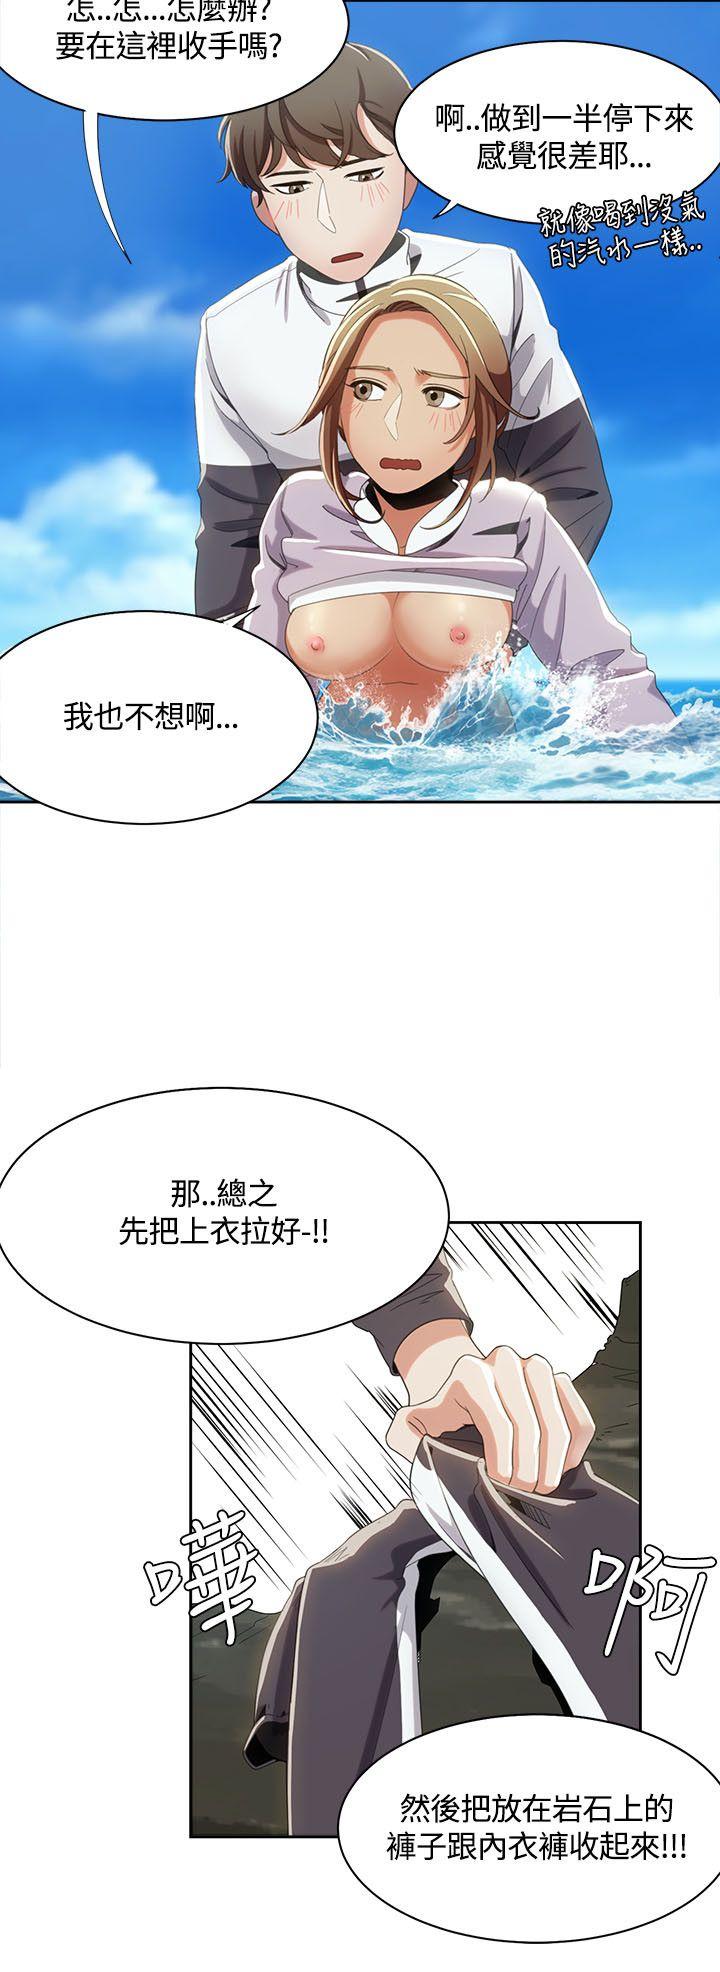 怎..怎...怎麼辦?
要在這裡收手嗎?
啊..做到一半停下來
感覺很差耶...
就像喝到沒氣
的汽水一樣..
我也不想啊...
那..總之
先把上衣拉好-!!
嘩
啊
然後把放在岩石上的
褲子跟內衣褲收起來!!!